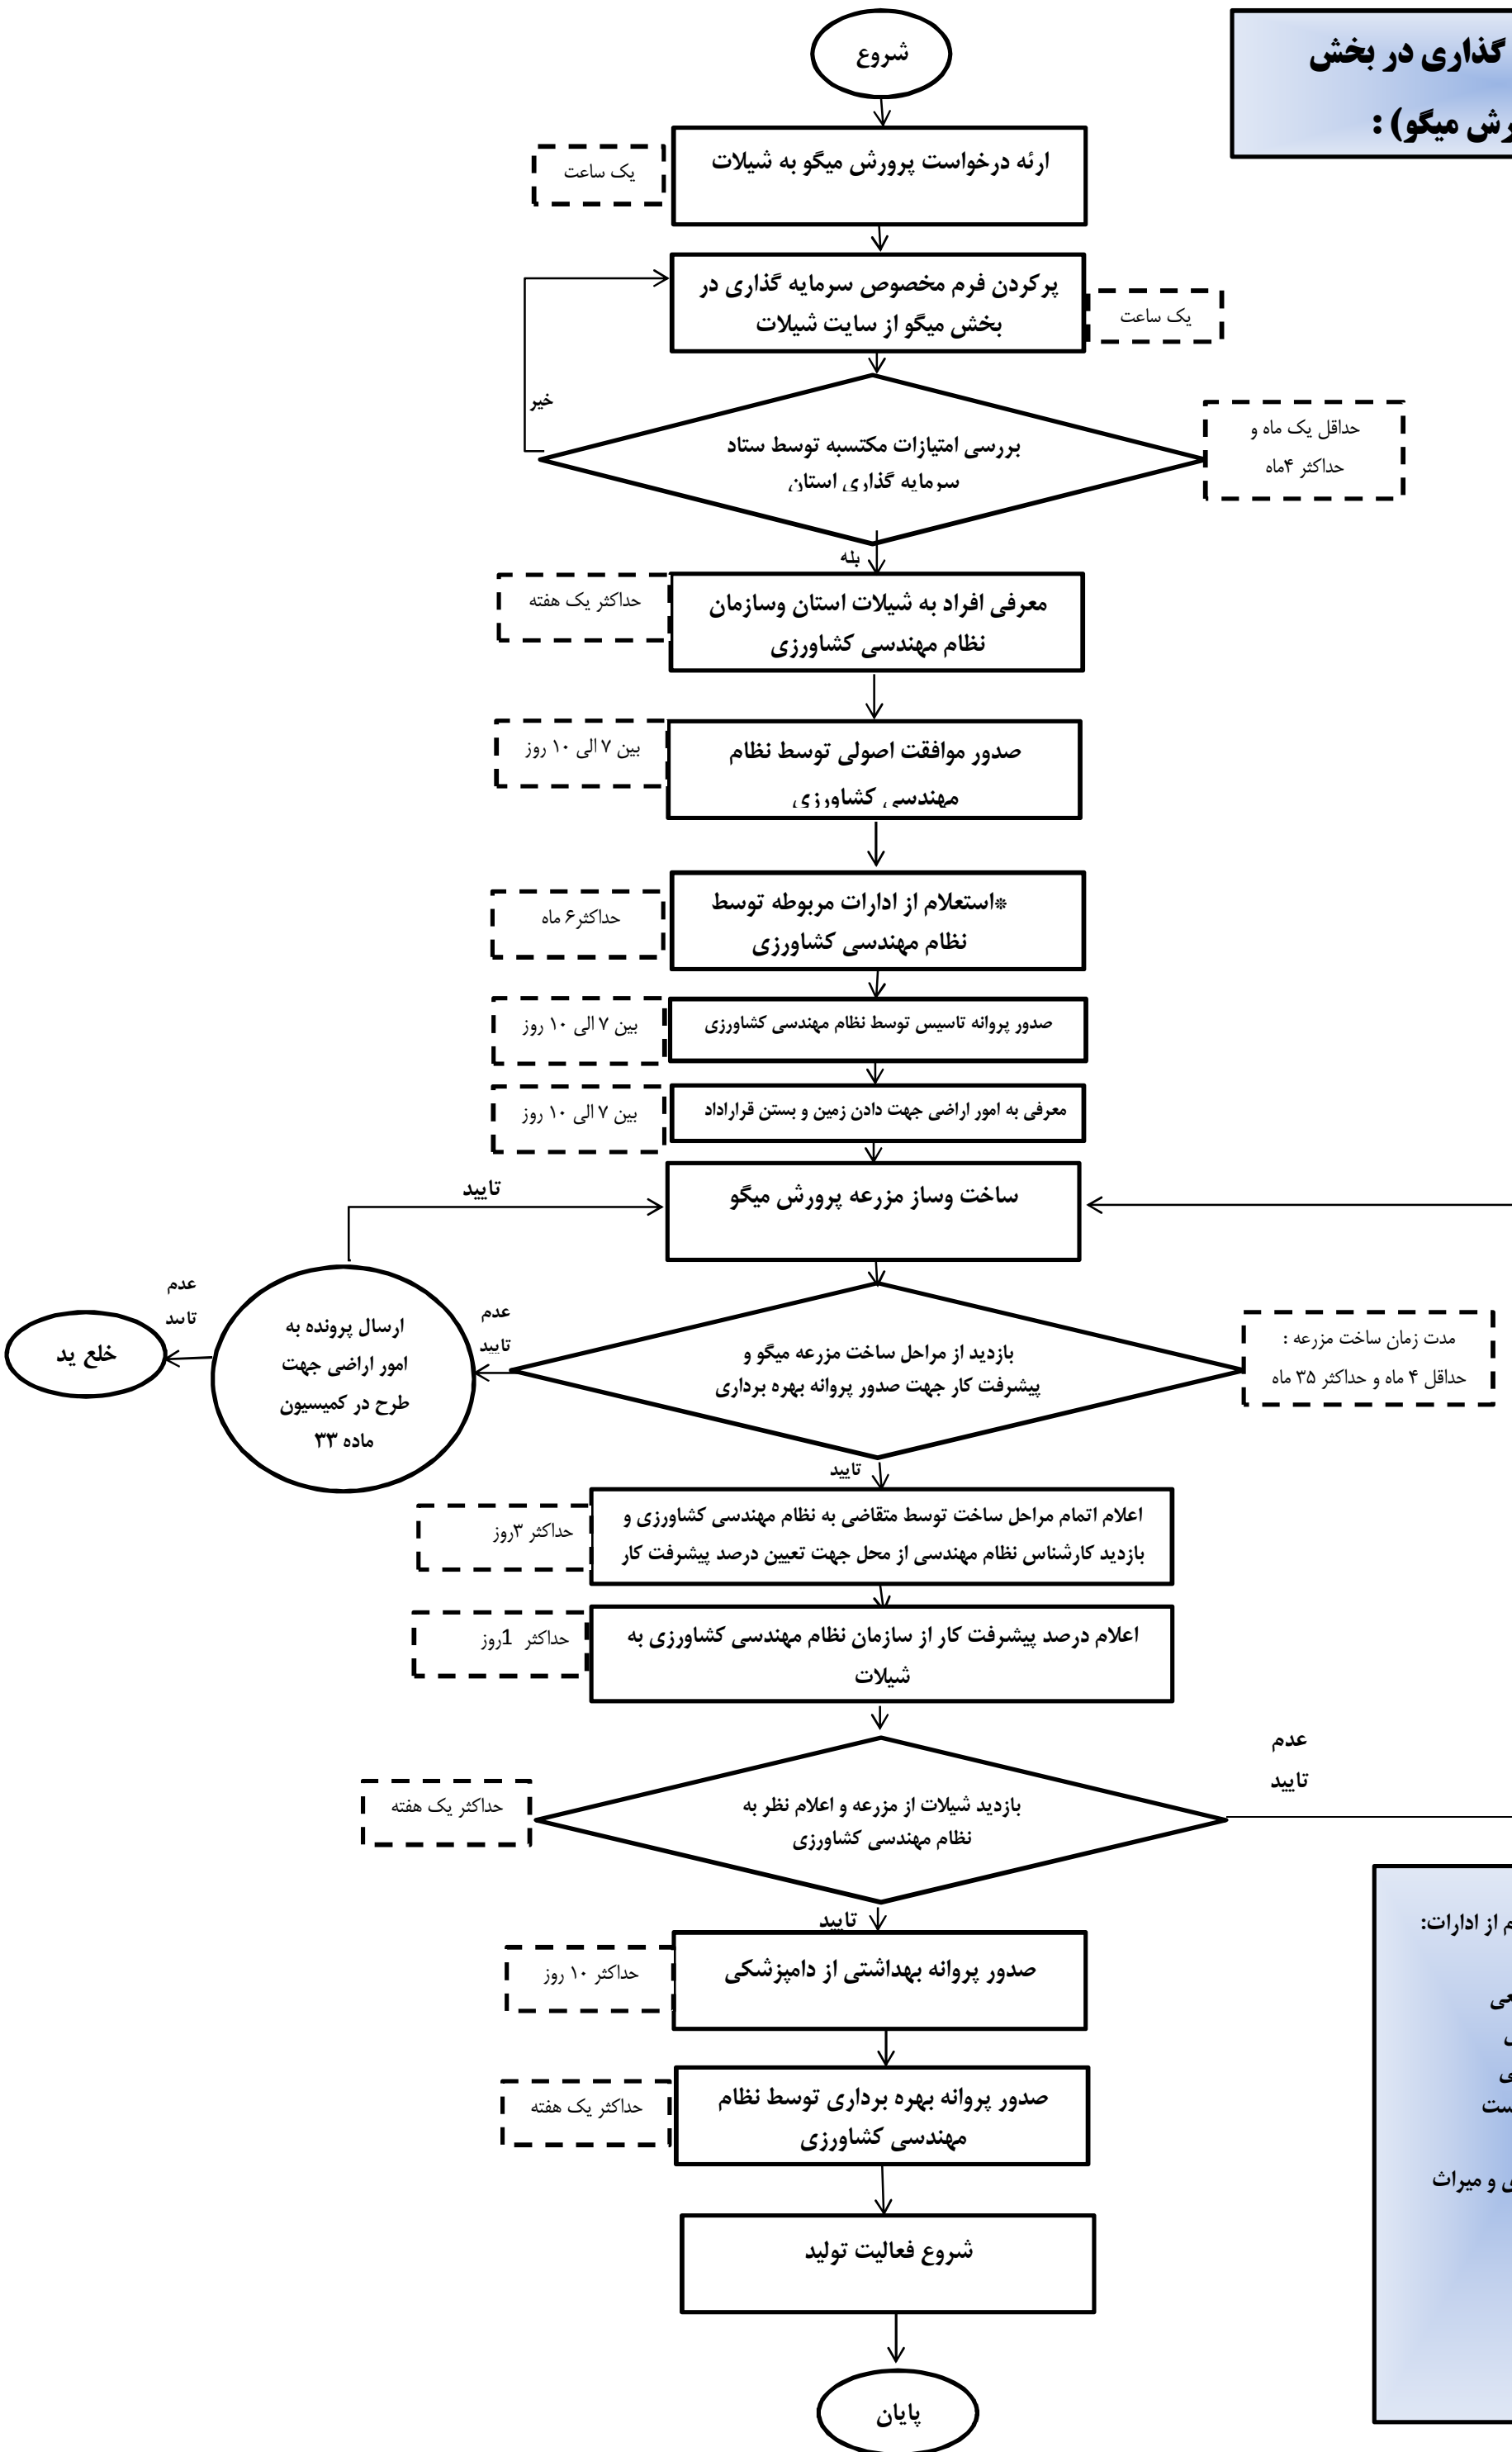 گذاری در بخش
رش میگو) :
شروع
ارئه درخواست پرورش میگو به شیلات
یک ساعت
پرکردن فرم مخصوص سرمایه گذاری در
بخش میگو از سایت شیلات
یک ساعت
خیر
بررسی امتیازات مکتسبه توسط ستاد
سرمایه گذاری استان
حداقل یک ماه و
حداکثر ۴ماه
بله
معرفی افراد به شیلات استان وسازمان
نظام مهندسی کشاورزی
حداکثر یک هفته
صدور موافقت اصولی توسط نظام
مهندسی کشاورزی
بین ۷ الی ۱۰ روز
*استعلام از ادارات مربوطه توسط
نظام مهندسی کشاورزی
حداکثر۶ ماه
صدور پروانه تاسیس توسط نظام مهندسی کشاورزی
بین ۷ الی ۱۰ روز
معرفی به امور اراضی جهت دادن زمین و بستن قراراداد
بین ۷ الی ۱۰ روز
ساخت وساز مزرعه پرورش میگو
تایید
بازدید از مراحل ساخت مزرعه میگو و
پیشرفت کار جهت صدور پروانه بهره برداری
مدت زمان ساخت مزرعه :
حداقل ۴ ماه و حداکثر ۳۵ ماه
عدم
تایید
ارسال پرونده به
امور اراضی جهت
طرح در کمیسیون
ماده ۳۳
عدم
تایید
خلع ید
تایید
اعلام اتمام مراحل ساخت توسط متقاضی به نظام مهندسی کشاورزی و
بازدید کارشناس نظام مهندسی از محل جهت تعیین درصد پیشرفت کار
حداکثر ۳روز
اعلام درصد پیشرفت کار از سازمان نظام مهندسی کشاورزی به
شیلات
حداکثر 1روز
بازدید شیلات از مزرعه و اعلام نظر به
نظام مهندسی کشاورزی
حداکثر یک هفته
عدم
تایید
تایید
صدور پروانه بهداشتی از دامپزشکی
حداکثر ۱۰ روز
صدور پروانه بهره برداری توسط نظام
مهندسی کشاورزی
حداکثر یک هفته
شروع فعالیت تولید
پایان
م از ادارات:
عی
ی
ست
ی و میراث